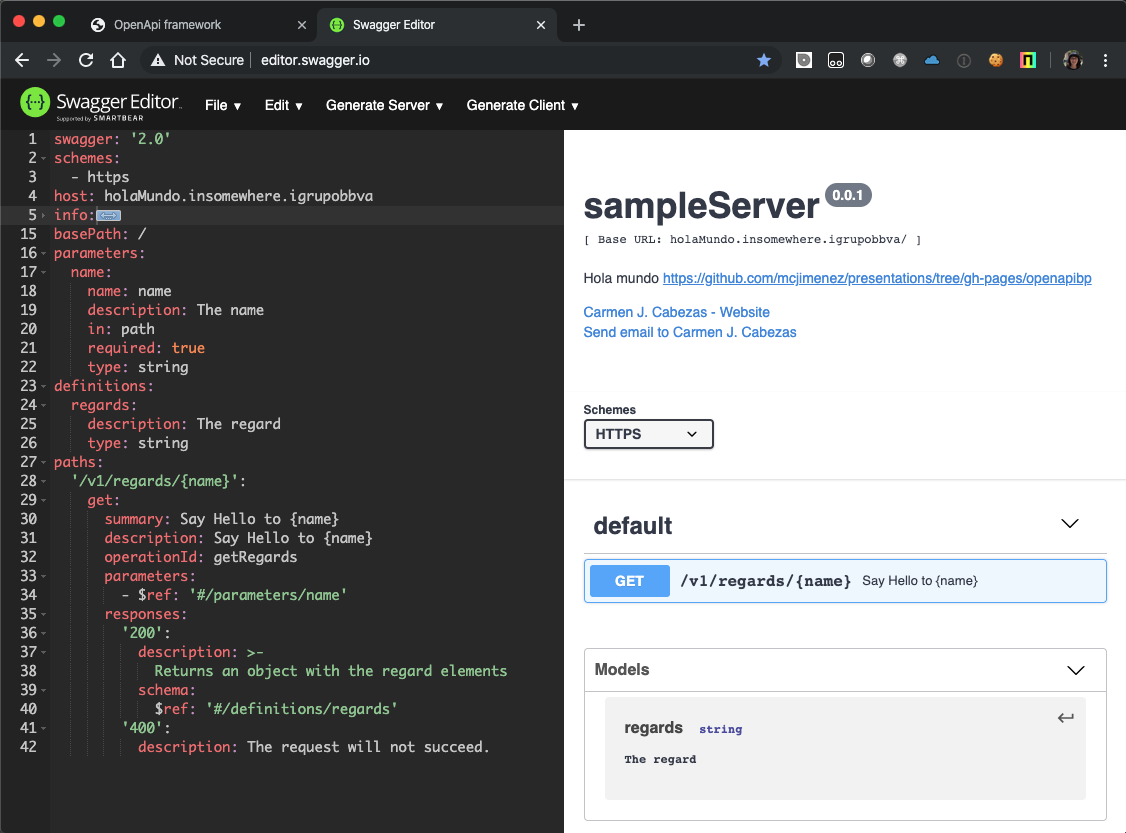 OpenApi framework
Swagger Editor
Not Secure
editor.swagger.io
Swagger Editor
Supported by SMARTBEAR
File
Edit
Generate Server
Generate Client
1 swagger: '2.0'
2 schemes:
3 - https
4 host: holaMundo.insomewhere.igrupobbva
5 info:
15 basePath: /
16 parameters:
17 name:
18 name: name
19 description: The name
20 in: path
21 required: true
22 type: string
23 definitions:
24 regards:
25 description: The regard
26 type: string
27 paths:
28 '/v1/regards/{name}':
29 get:
30 summary: Say Hello to {name}
31 description: Say Hello to {name}
32 operationId: getRegards
33 parameters:
34 - $ref: '#/parameters/name'
35 responses:
36 '200':
37 description: >-
38 Returns an object with the regard elements
39 schema:
40 $ref: '#/definitions/regards'
41 '400':
42 description: The request will not succeed.
sampleServer 0.0.1
[ Base URL: holaMundo.insomewhere.igrupobbva/ ]
Hola mundo https://github.com/mcjimenez/presentations/tree/gh-pages/openapibp
Carmen J. Cabezas - Website
Send email to Carmen J. Cabezas
Schemes
HTTPS
default
GET /v1/regards/{name} Say Hello to {name}
Models
regards string
The regard